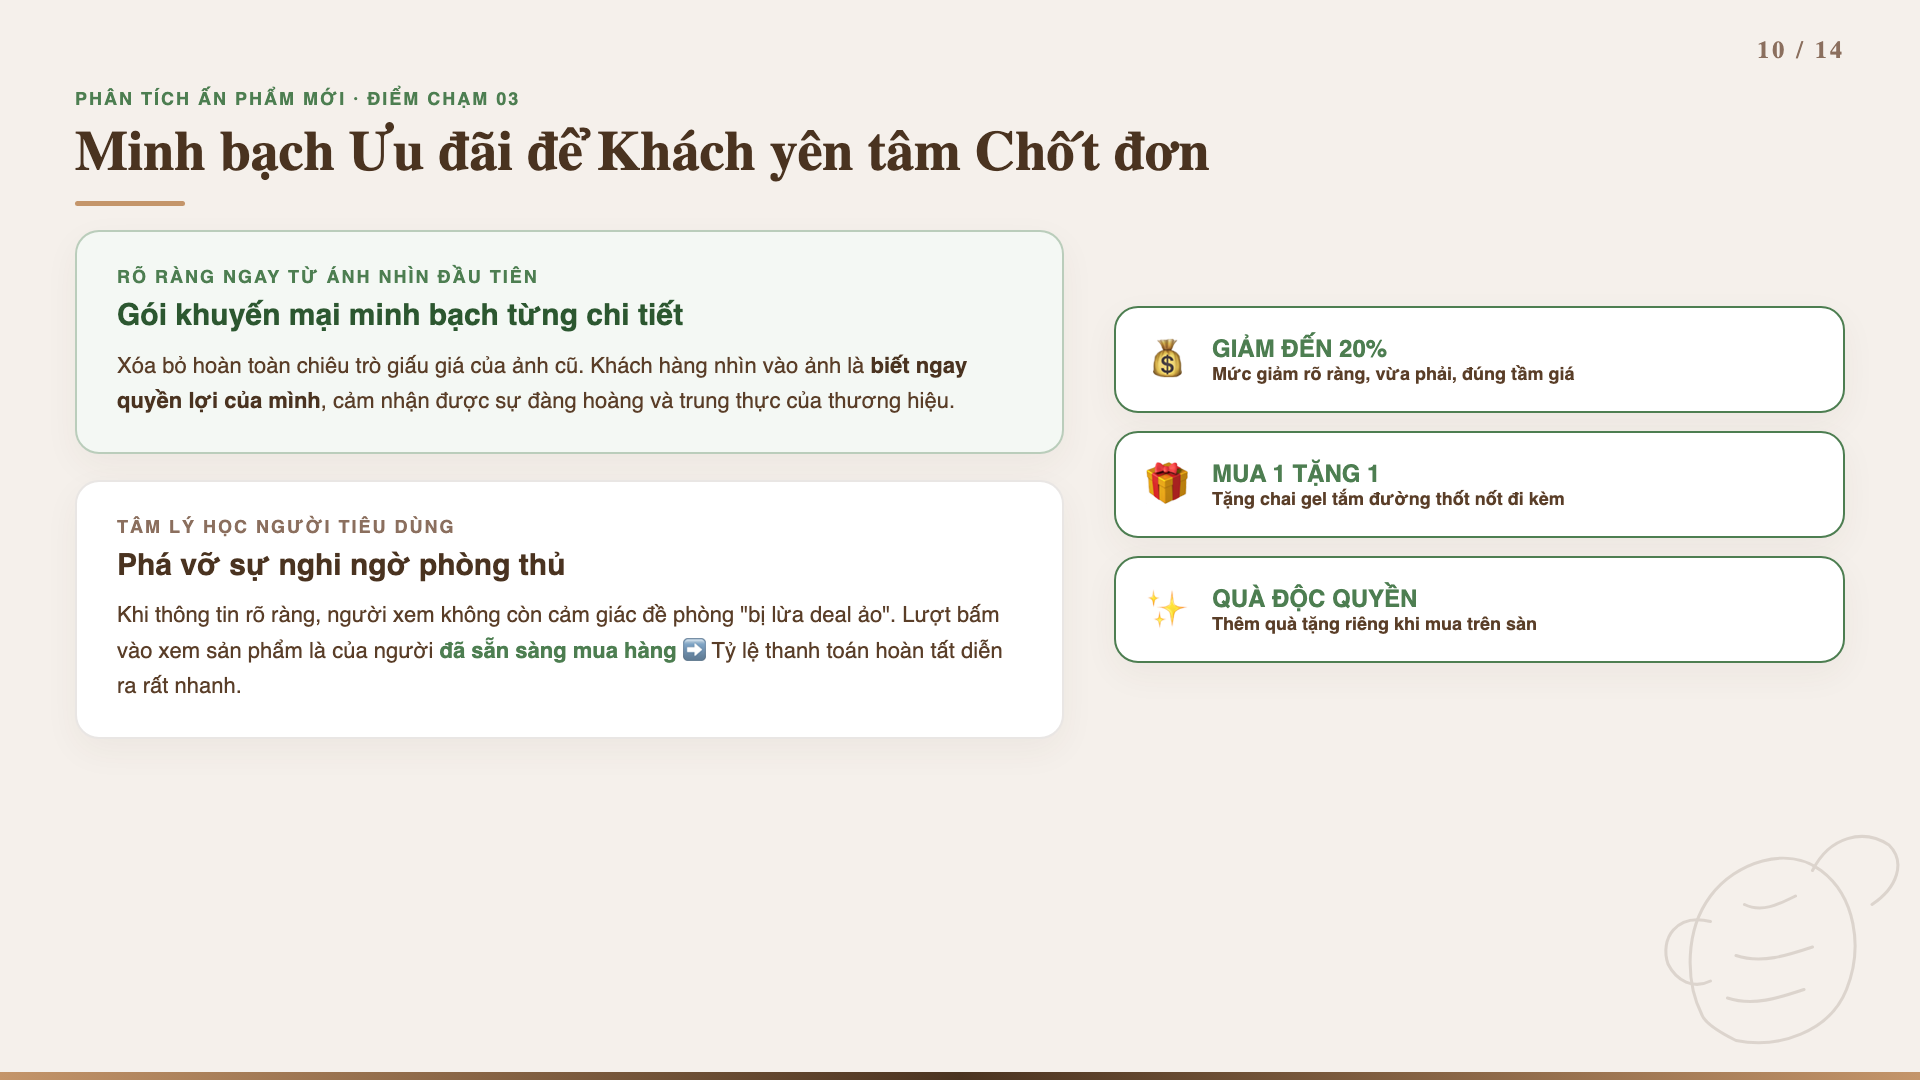 10 / 14
PHÂN TÍCH ẤN PHẨM MỚI · ĐIỂM CHẠM 03
Minh bạch Ưu đãi để Khách yên tâm Chốt đơn
RÕ RÀNG NGAY TỪ ÁNH NHÌN ĐẦU TIÊN
Gói khuyến mại minh bạch từng chi tiết
Xóa bỏ hoàn toàn chiêu trò giấu giá của ảnh cũ. Khách hàng nhìn vào ảnh là biết ngay
quyền lợi của mình, cảm nhận được sự đàng hoàng và trung thực của thương hiệu.
TÂM LÝ HỌC NGƯỜI TIÊU DÙNG
Phá vỡ sự nghi ngờ phòng thủ
Khi thông tin rõ ràng, người xem không còn cảm giác đề phòng "bị lừa deal ảo". Lượt bấm
vào xem sản phẩm là của người đã sẵn sàng mua hàng ➡️ Tỷ lệ thanh toán hoàn tất diễn
ra rất nhanh.
GIẢM ĐẾN 20%
Mức giảm rõ ràng, vừa phải, đúng tầm giá
MUA 1 TẶNG 1
Tặng chai gel tắm đường thốt nốt đi kèm
QUÀ ĐỘC QUYỀN
Thêm quà tặng riêng khi mua trên sàn